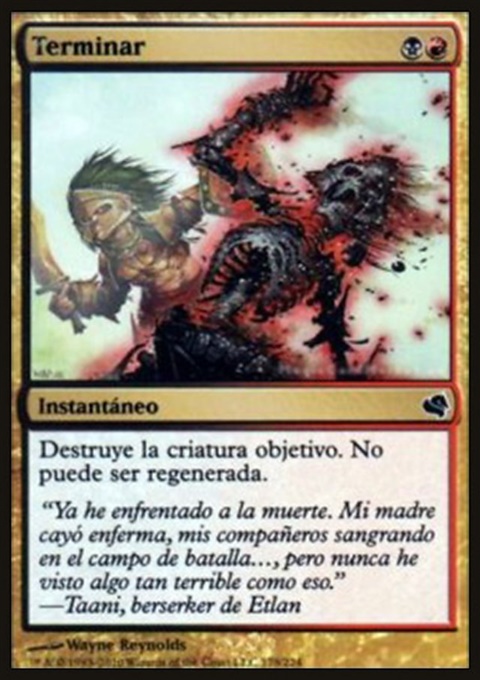 Terminar
Instantáneo
Destruye la criatura objetivo. No
puede ser regenerada.
“Ya he enfrentado a la muerte. Mi madre
cayó enferma, mis compañeros sangrando
en el campo de batalla..., pero nunca he
visto algo tan terrible como eso.”
—Taani, berserker de Etlan
Wayne Reynolds